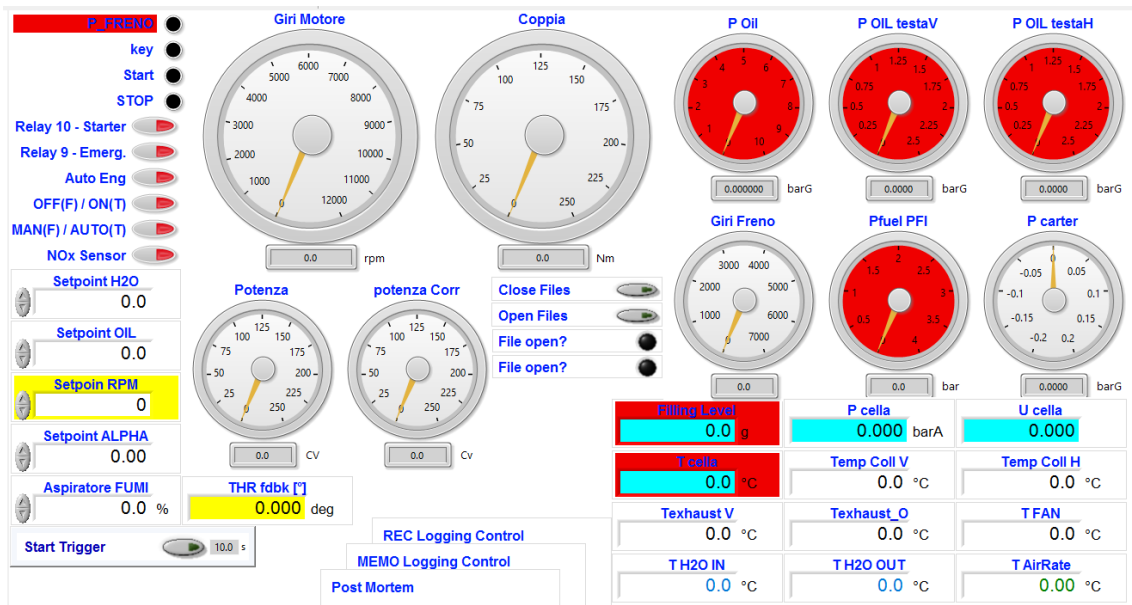 P_FRENO
key
Start
STOP
Relay 10 - Starter
Relay 9 - Emerg.
Auto Eng
OFF(F) / ON(T)
MAN(F) / AUTO(T)
NOx Sensor
Setpoint H2O
0.0
Setpoint OIL
0.0
Setpoin RPM
0
Setpoint ALPHA
0.00
Aspiratore FUMI
0.0 %
THR fdbk [°]
0.000 deg
Start Trigger 10.0 s
Giri Motore
0 1000 2000 3000 4000 5000 6000 7000 8000 9000 10000 11000 12000
0.0 rpm
Coppia
0 25 50 75 100 125 150 175 200 225 250
0.0 Nm
Potenza
0 25 50 75 100 125 150 175 200 225 250
0.0 CV
potenza Corr
0 25 50 75 100 125 150 175 200 225 250
0.0 Cv
Close Files
Open Files
File open?
File open?
P Oil
0 1 2 3 4 5 6 7 8 9 10
0.000000 barG
P OIL testaV
0 0.25 0.5 0.75 1 1.25 1.5 1.75 2 2.25 2.5
0.0000 barG
P OIL testaH
0 0.25 0.5 0.75 1 1.25 1.5 1.75 2 2.25 2.5
0.0000 barG
Giri Freno
0 1000 2000 3000 4000 5000 6000 7000
0.0
Pfuel PFI
0 0.5 1 1.5 2 2.5 3 3.5 4
0.0 bar
P carter
-0.2 -0.15 -0.1 -0.05 0 0.05 0.1 0.15 0.2
0.0000 barG
Filling Level
0.0 g
P cella
0.000 barA
U cella
0.000
T cella
0.0 °C
Temp Coll V
0.0 °C
Temp Coll H
0.0 °C
Texhaust V
0.0 °C
Texhaust_O
0.0 °C
T FAN
0.0 °C
T H2O IN
0.0 °C
T H2O OUT
0.0 °C
T AirRate
0.00 °C
REC Logging Control
MEMO Logging Control
Post Mortem